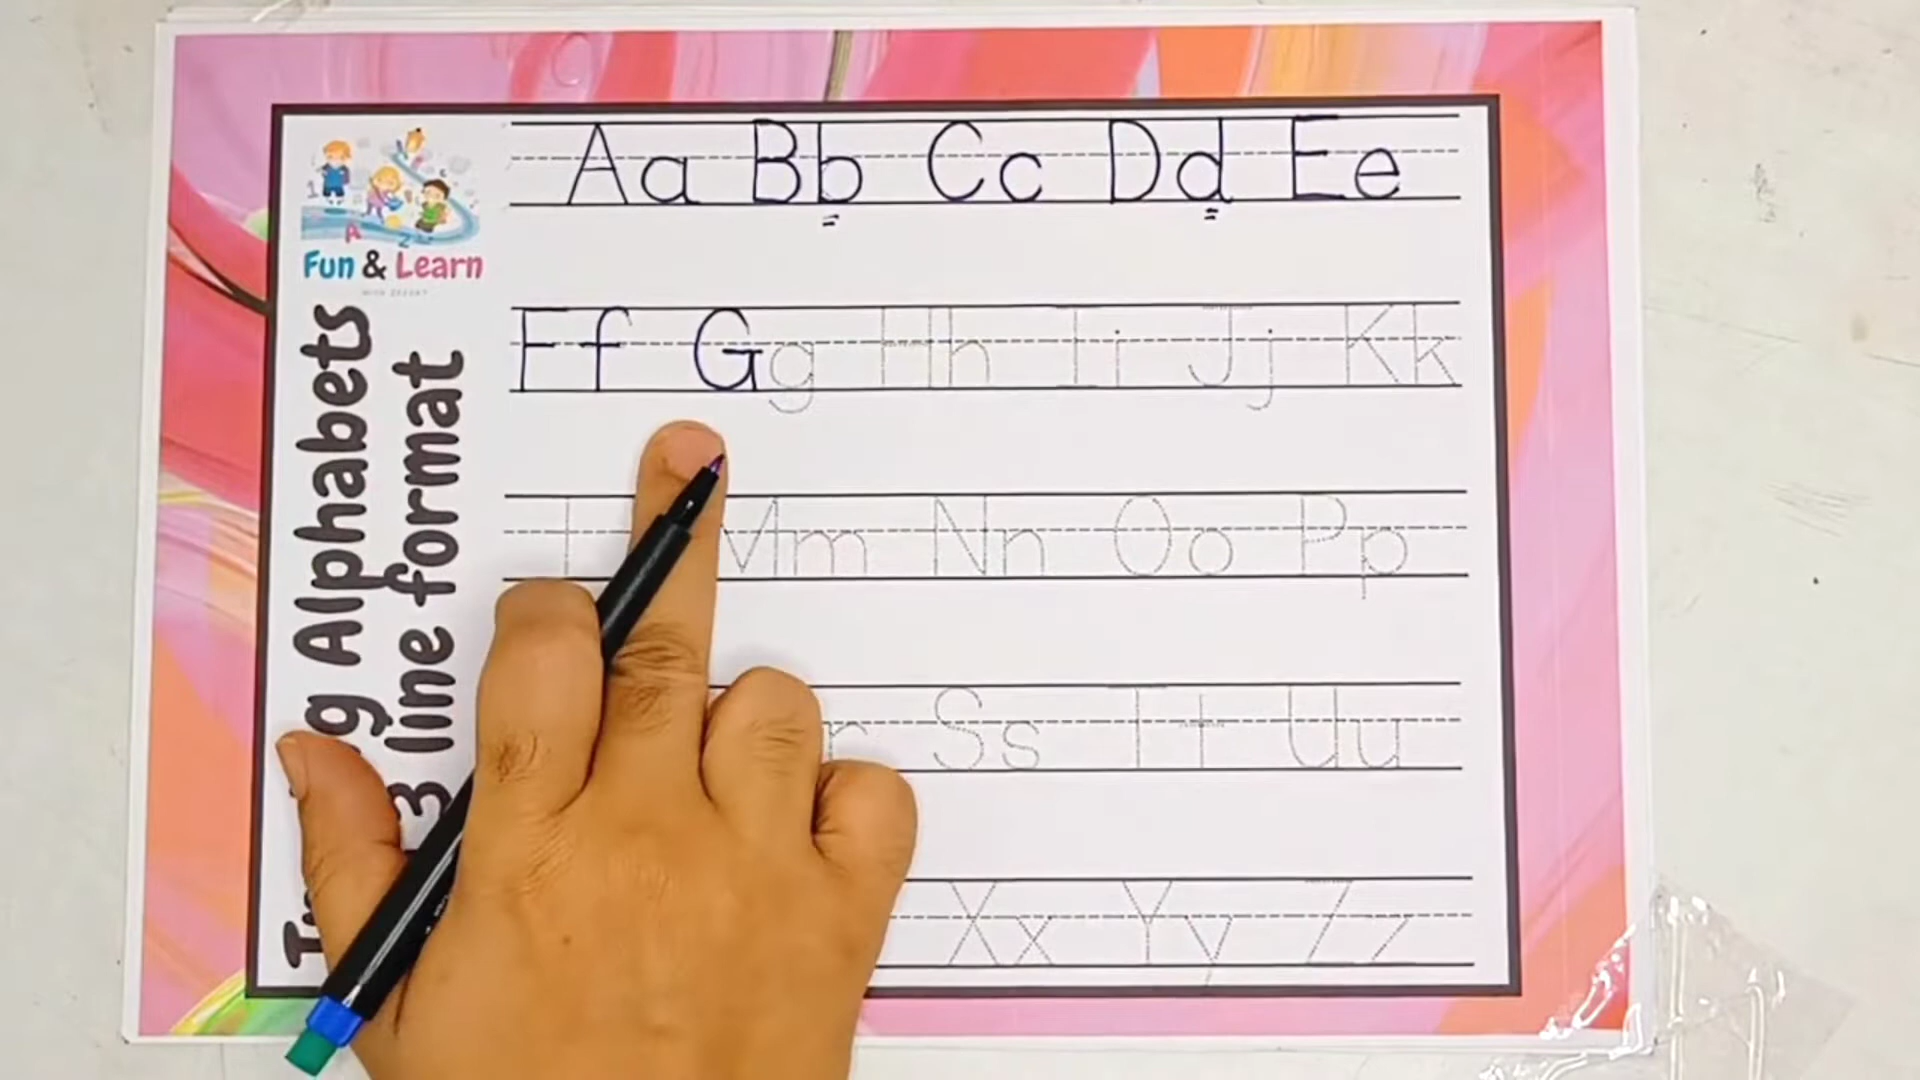 Fun & Learn
Alphabets
3 line format
Aa Bb Cc Dd Ee
Ff Gg Hh Ii Jj Kk
Mm Nn Oo Pp
r Ss Tt Uu
Xx Yy Zz